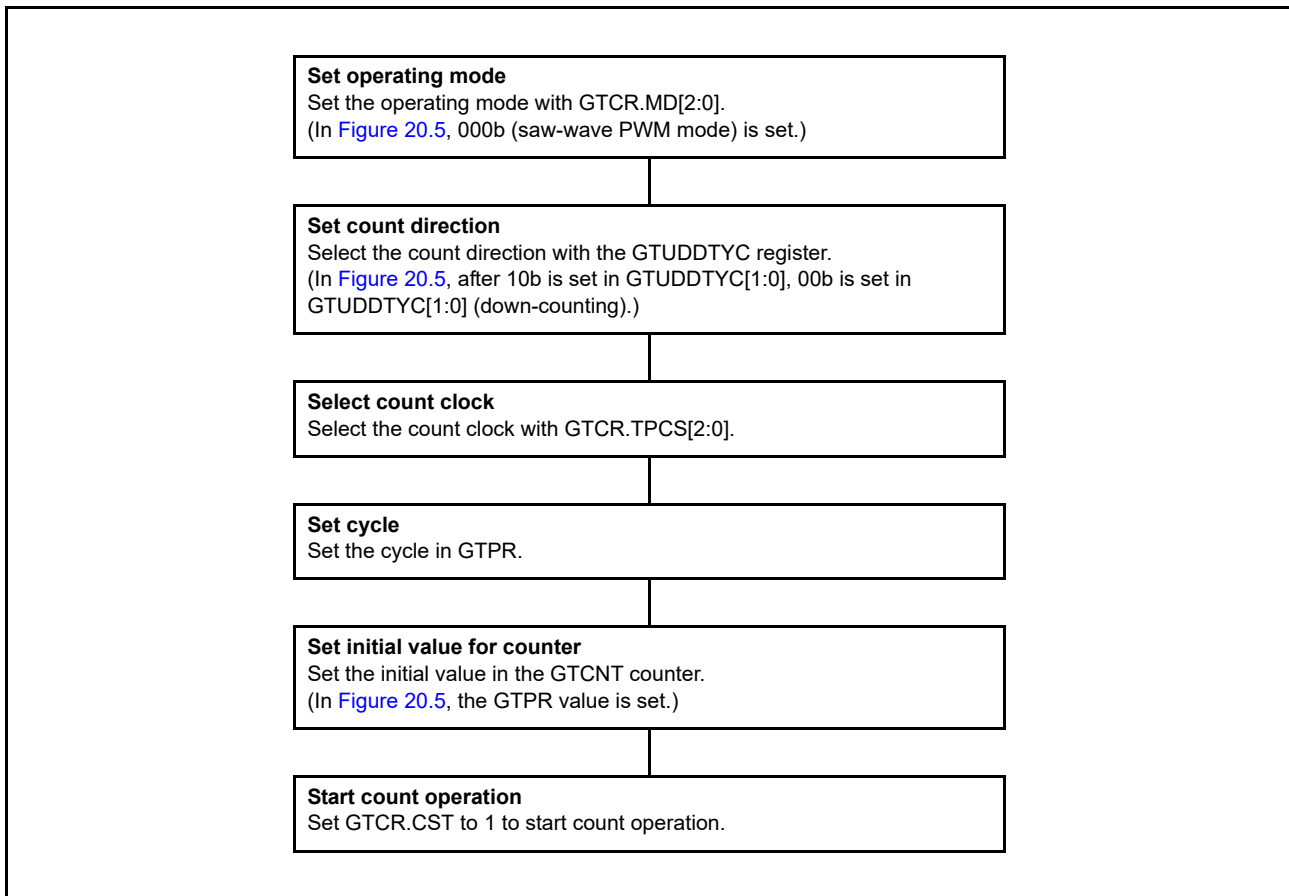 Set operating mode
Set the operating mode with GTCR.MD[2:0].
(In Figure 20.5, 000b (saw-wave PWM mode) is set.)
Set count direction
Select the count direction with the GTUDDTYC register.
(In Figure 20.5, after 10b is set in GTUDDTYC[1:0], 00b is set in
GTUDDTYC[1:0] (down-counting).)
Select count clock
Select the count clock with GTCR.TPCS[2:0].
Set cycle
Set the cycle in GTPR.
Set initial value for counter
Set the initial value in the GTCNT counter.
(In Figure 20.5, the GTPR value is set.)
Start count operation
Set GTCR.CST to 1 to start count operation.